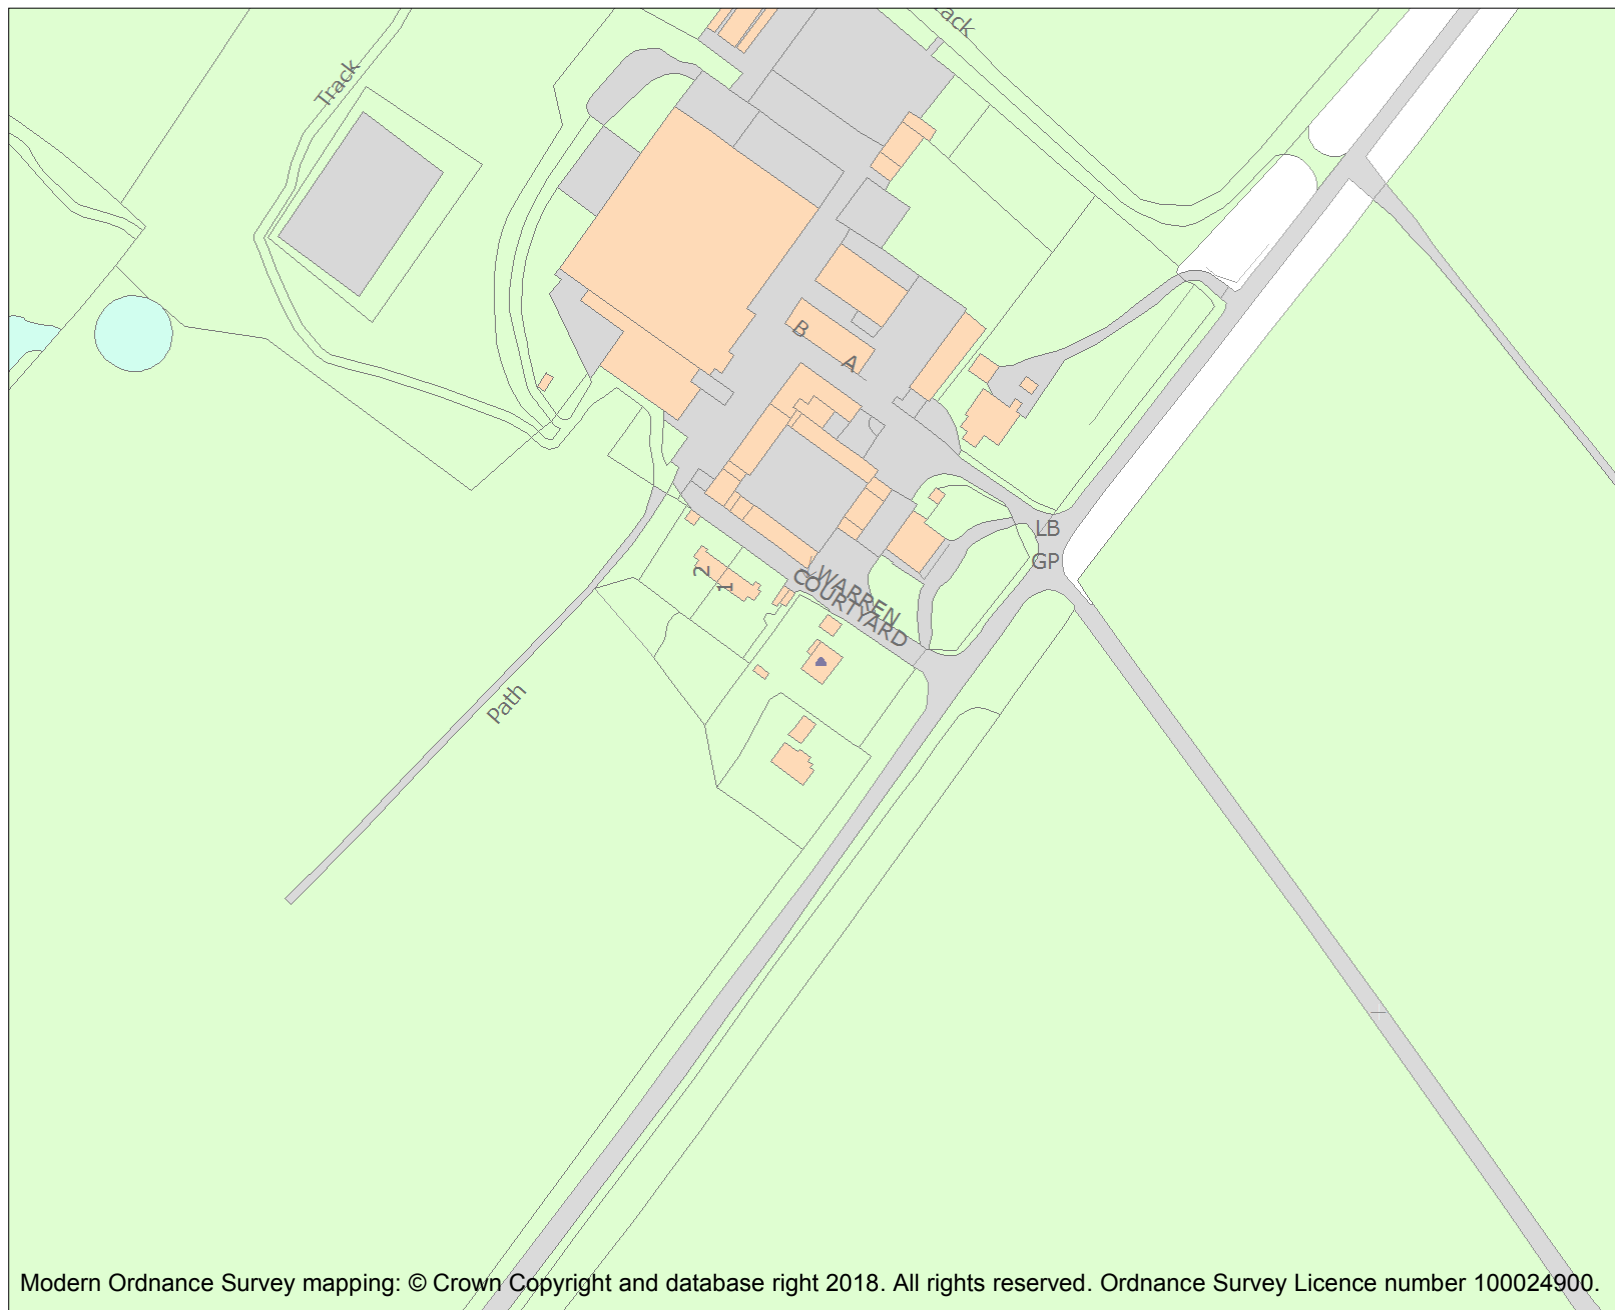 Track
B
A
LB
GP
WARREN
COURTYARD
2
1
Path
Modern Ordnance Survey mapping: © Crown Copyright and database right 2018. All rights reserved. Ordnance Survey Licence number 100024900.